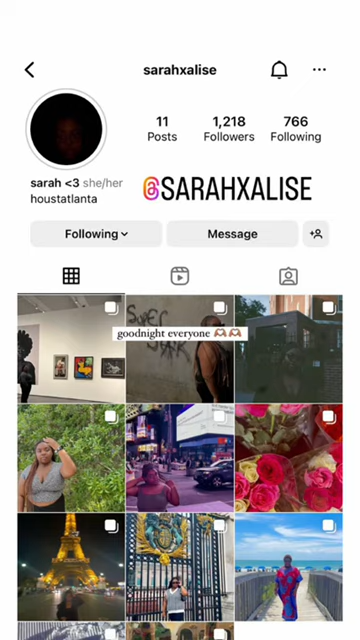 sarahxalise
11
1,218
766
Posts
Followers
Following
sarah <3 she/her
houstatlanta
@SARAHXALISE
Following
Message
goodnight everyone 🫶🏾🫶🏾